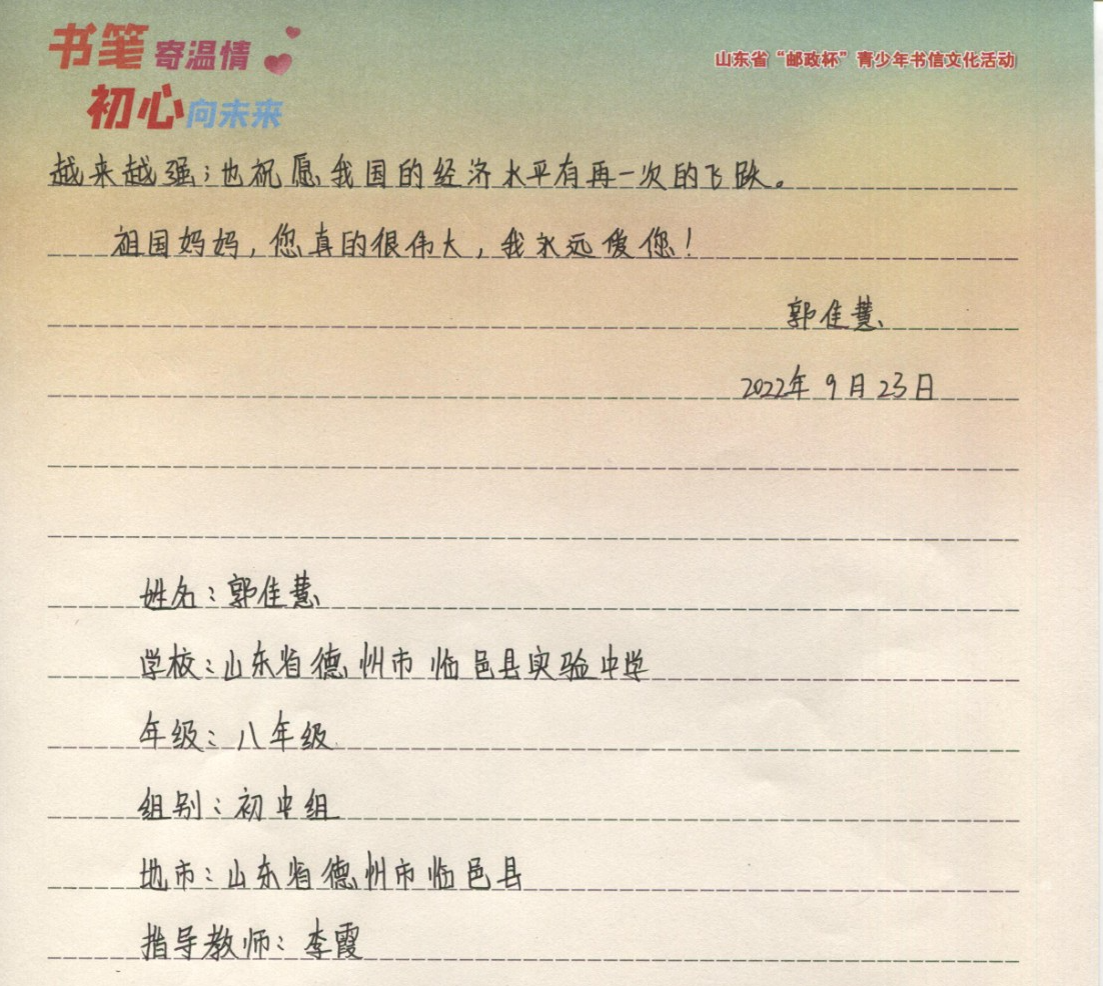 书笔寄温情
山东省“邮政杯”青少年书信文化活动
初心向未来
越来越强；也祝愿我国的经济水平有再一次的飞跃。
祖国妈妈，您真的很伟大，我永远爱您！
郭佳慧
2022年9月23日
姓名：郭佳慧
学校：山东省德州市临邑县实验中学
年级：八年级
组别：初中组
地市：山东省德州市临邑县
指导教师：李霞